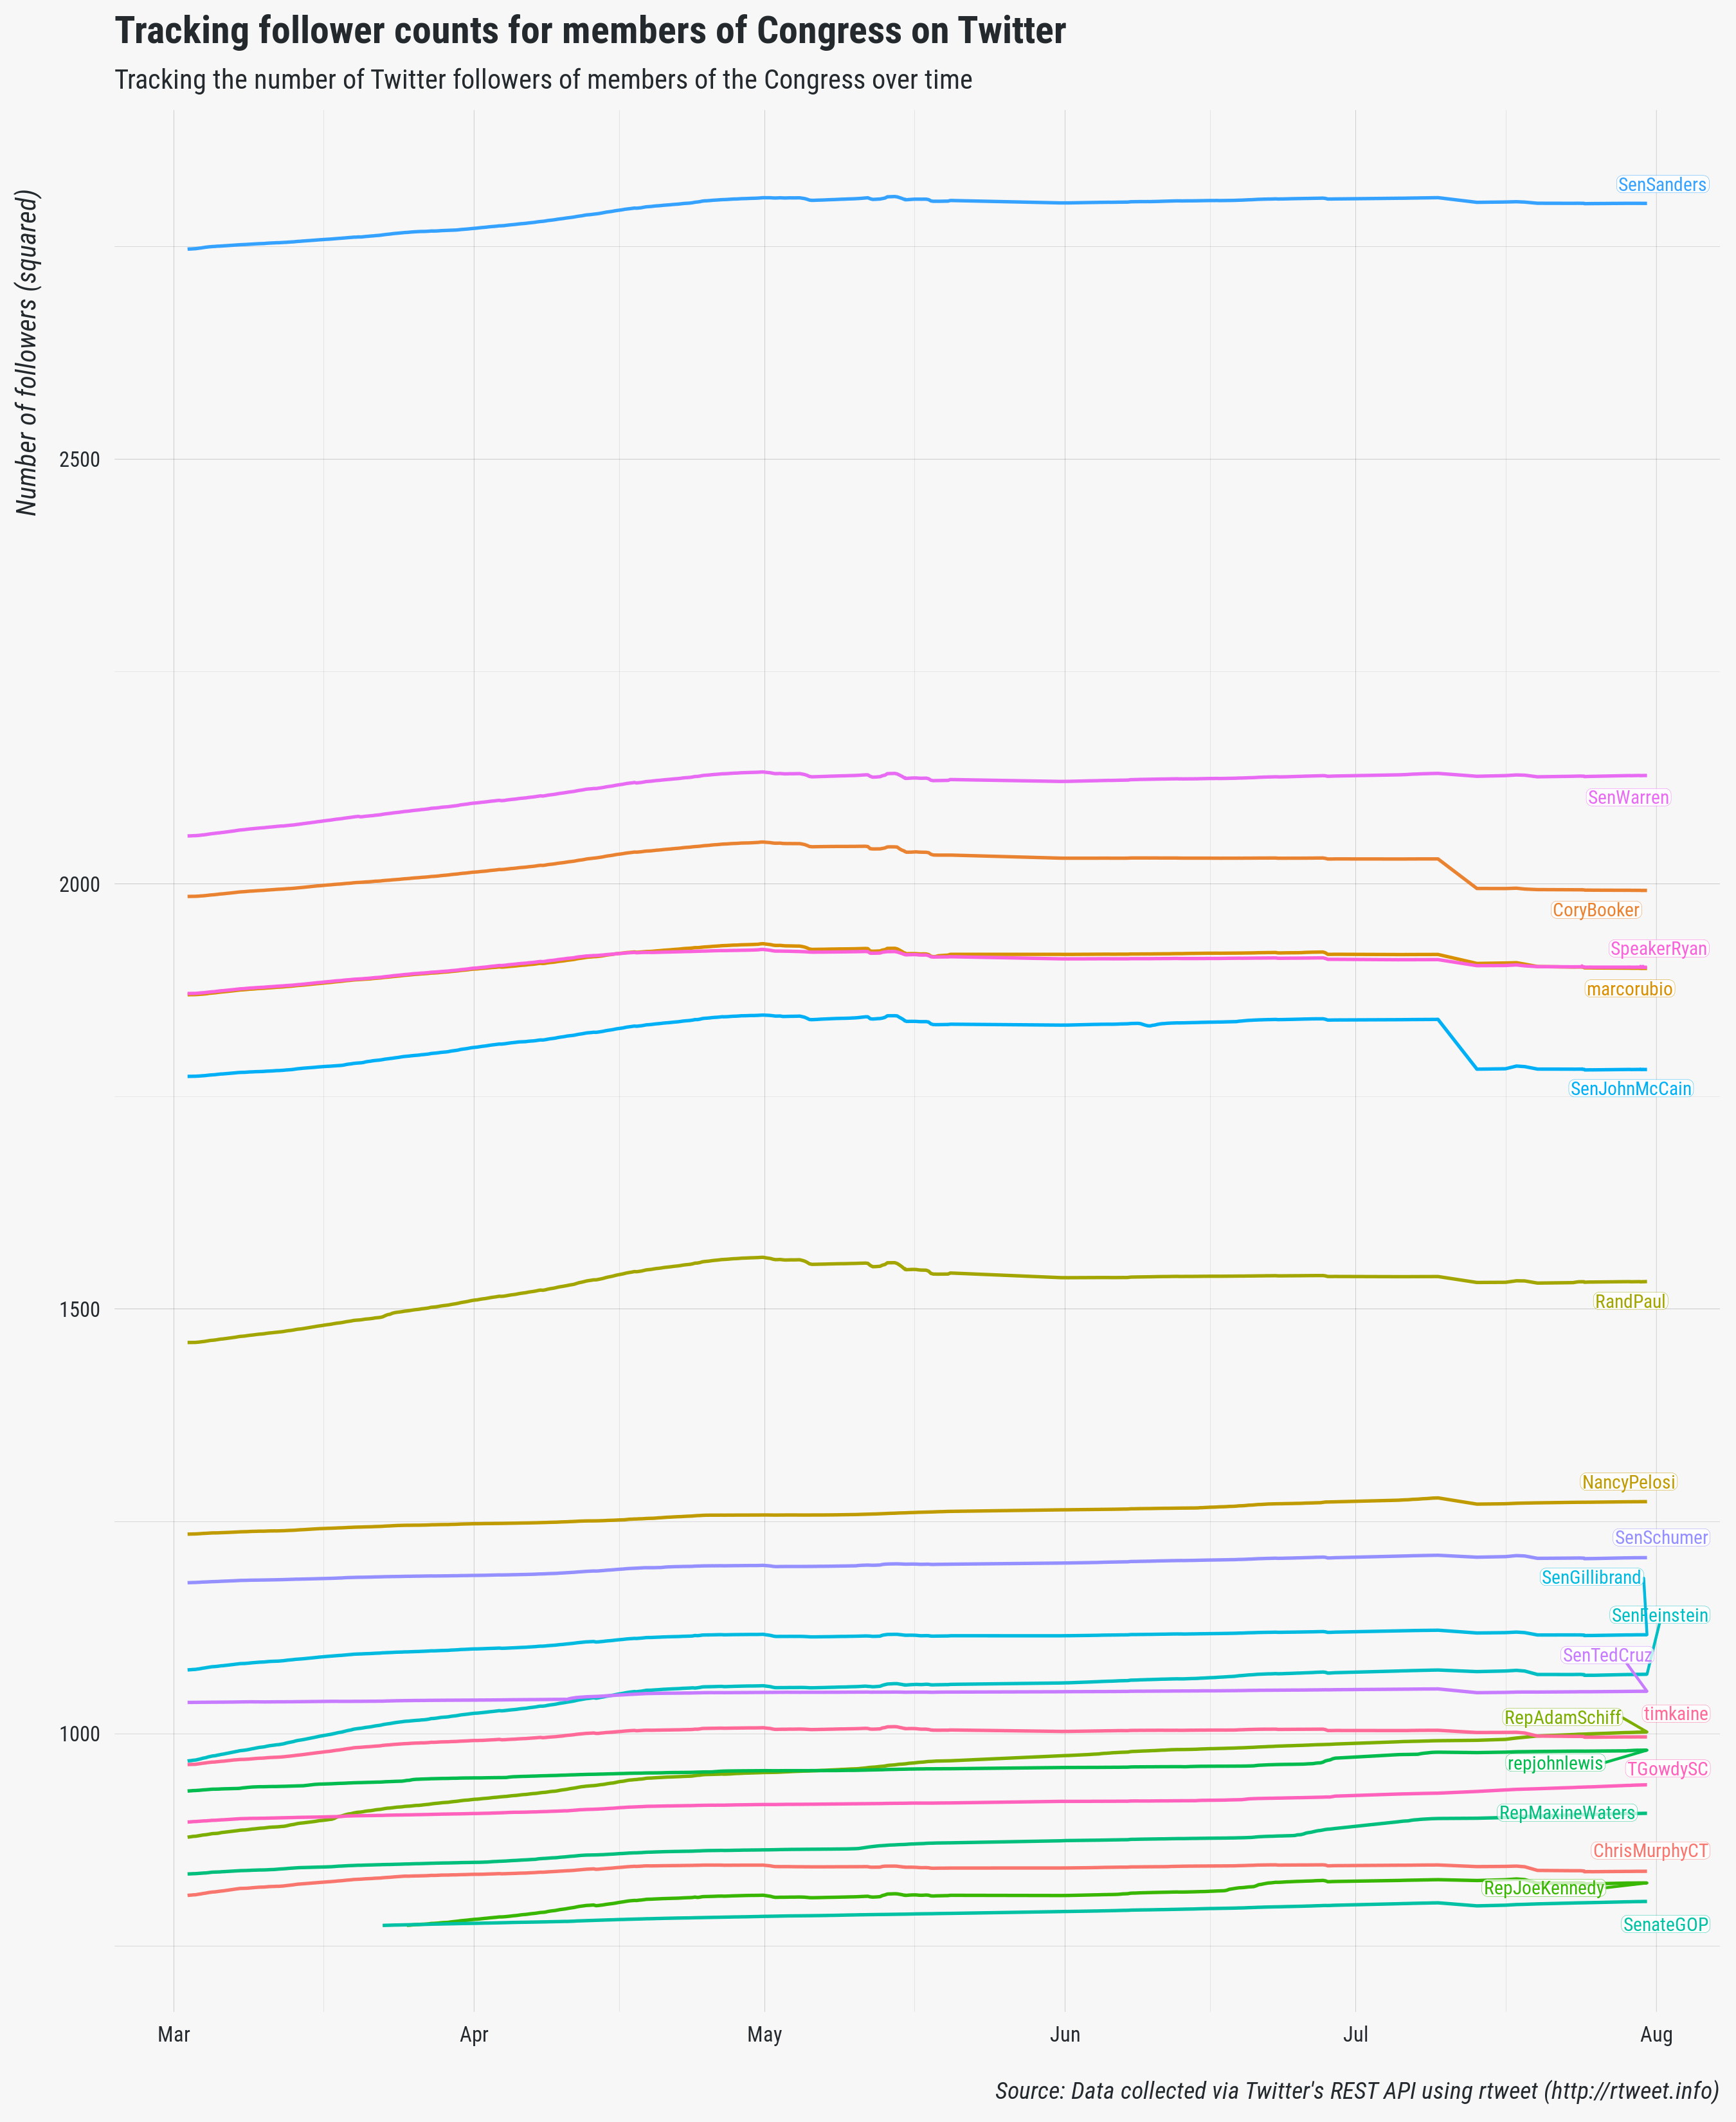 Tracking follower counts for members of Congress on Twitter
Tracking the number of Twitter followers of members of the Congress over time
Number of followers (squared)
SenSanders
2500
SenWarren
2000
CoryBooker
SpeakerRyan
marcorubio
SenJohnMcCain
1500
RandPaul
NancyPelosi
SenSchumer
SenGillibrand
SenFeinstein
SenTedCruz
1000
timkaine
RepAdamSchiff
repjohnlewis
TGowdySC
RepMaxineWaters
ChrisMurphyCT
RepJoeKennedy
SenateGOP
Mar Apr May Jun Jul Aug
Source: Data collected via Twitter's REST API using rtweet (http://rtweet.info)